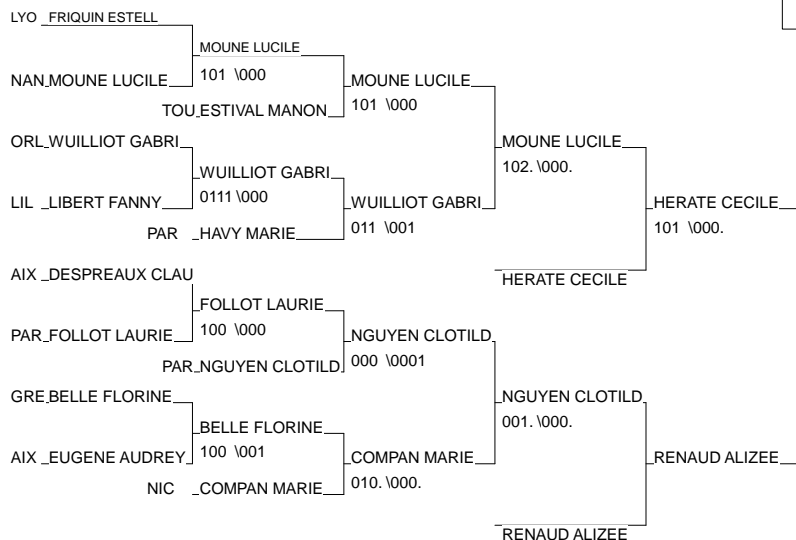 LYO FRIQUIN ESTELL
MOUNE LUCILE
NAN MOUNE LUCILE 101 \000 MOUNE LUCILE
TOU ESTIVAL MANON 101 \000
ORL WUILLIOT GABRI MOUNE LUCILE
WUILLIOT GABRI 102. \000.
LIL LIBERT FANNY 0111 \000 WUILLIOT GABRI HERATE CECILE
PAR HAVY MARIE 011 \001 101 \000.
AIX DESPREAUX CLAU HERATE CECILE
FOLLOT LAURIE
PAR FOLLOT LAURIE 100 \000 NGUYEN CLOTILD
PAR NGUYEN CLOTILD 000 \0001
GRE BELLE FLORINE NGUYEN CLOTILD
BELLE FLORINE 001. \000.
AIX EUGENE AUDREY 100 \001 COMPAN MARIE RENAUD ALIZEE
NIC COMPAN MARIE 010. \000.
RENAUD ALIZEE